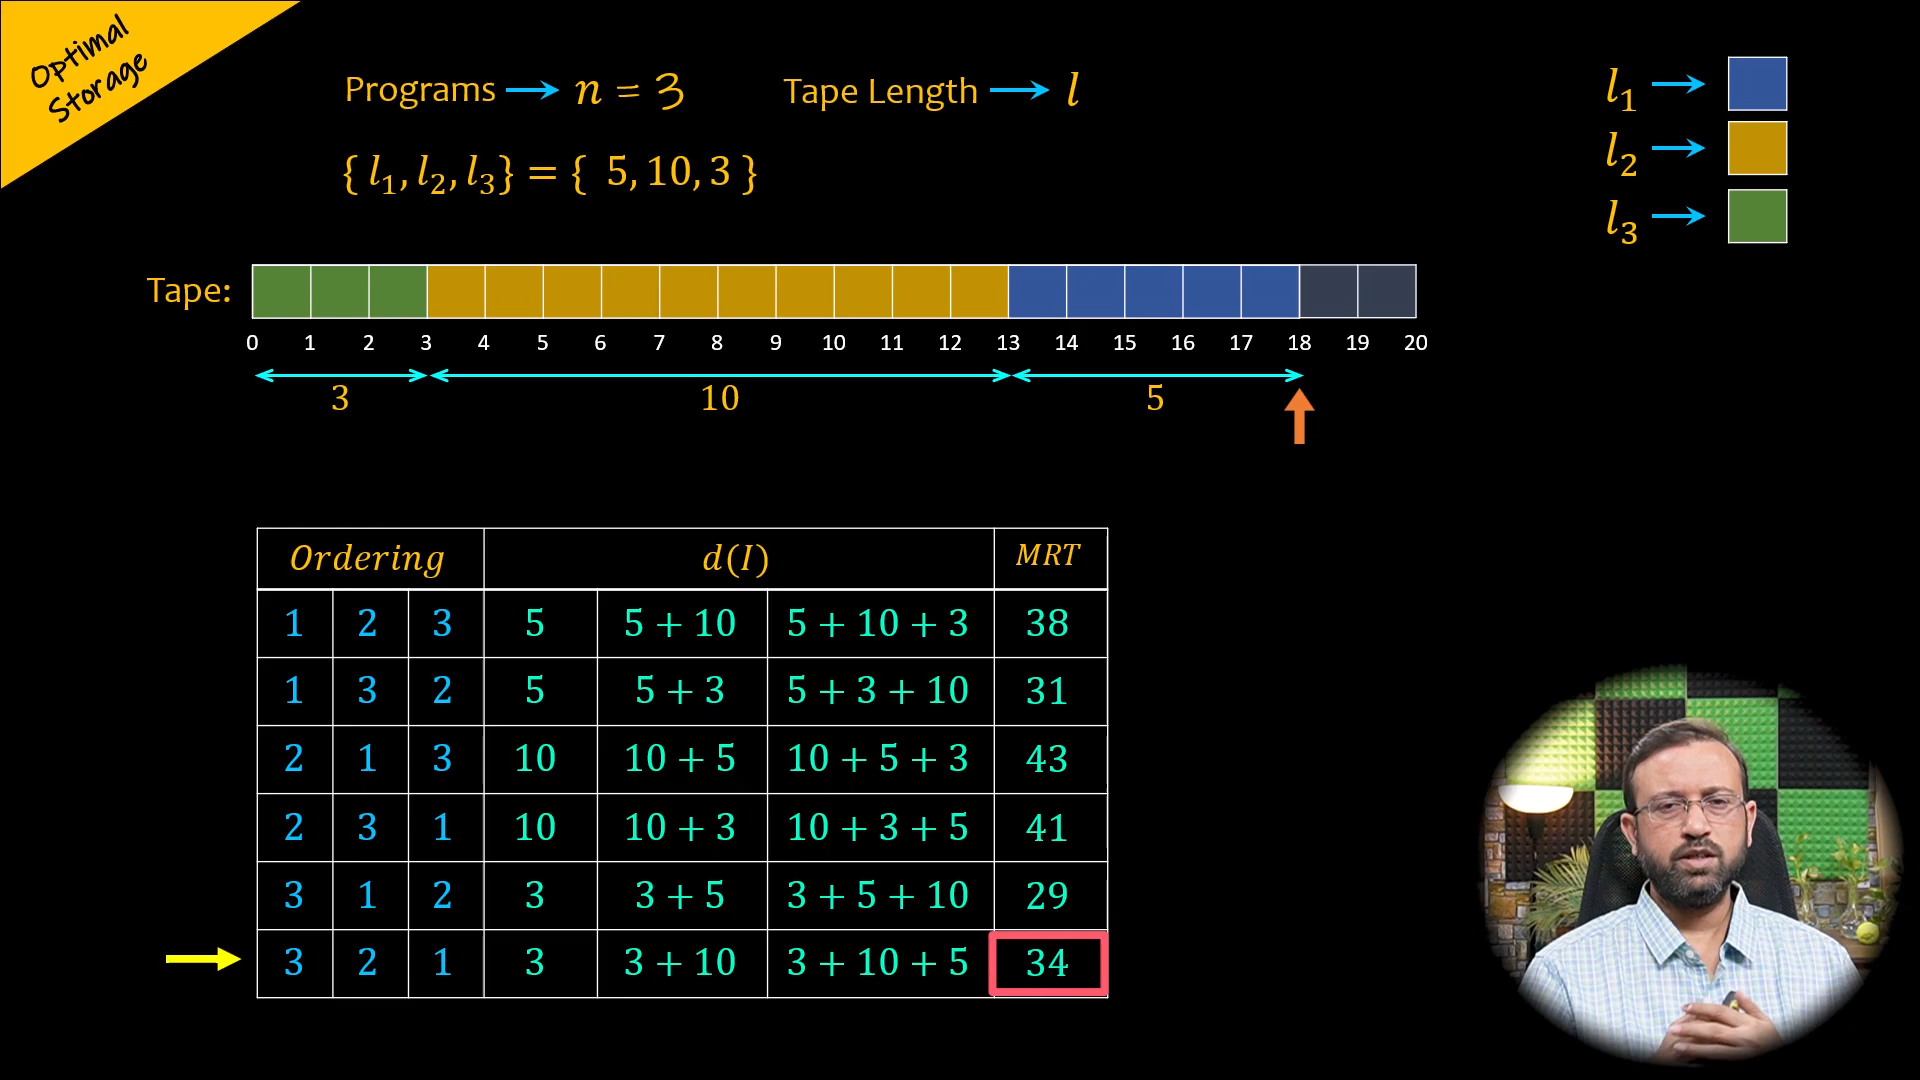 Optimal
Storage
Programs → n = 3 Tape Length → l
{ l₁, l₂, l₃} = { 5, 10, 3 }
l₁ →
l₂ →
l₃ →
Tape:
0 1 2 3 4 5 6 7 8 9 10 11 12 13 14 15 16 17 18 19 20
3 10 5
Ordering d(I) MRT
1 2 3 5 5 + 10 5 + 10 + 3 38
1 3 2 5 5 + 3 5 + 3 + 10 31
2 1 3 10 10 + 5 10 + 5 + 3 43
2 3 1 10 10 + 3 10 + 3 + 5 41
3 1 2 3 3 + 5 3 + 5 + 10 29
3 2 1 3 3 + 10 3 + 10 + 5 34